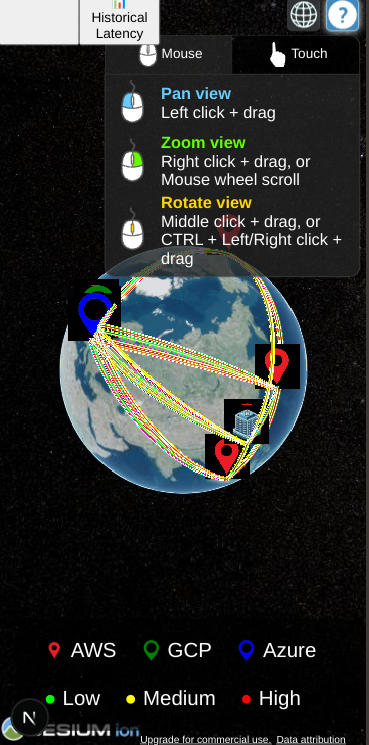 Historical
Latency
?
Mouse
Touch
Pan view
Left click + drag
Zoom view
Right click + drag, or
Mouse wheel scroll
Rotate view
Middle click + drag, or
CTRL + Left/Right click +
drag
AWS GCP Azure
Low Medium High
N
ESIUM ion
Upgrade for commercial use. Data attribution